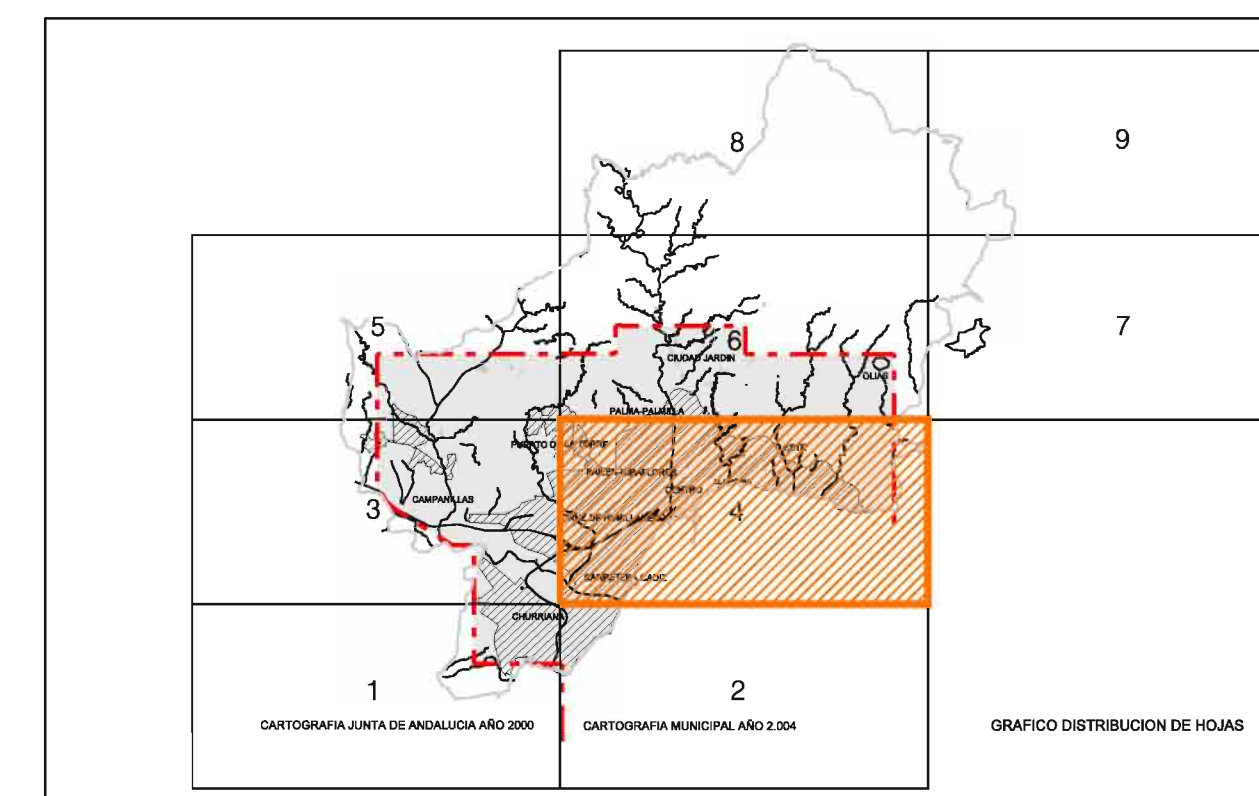 8
9
5
6
7
CIUDAD JARDIN
OLIAS
PALMA-PALMILLA
PUERTO DE LA TORRE
CAMPANILLAS
CENTRO
3
4
CHURRIANA
1
2
CARTOGRAFIA JUNTA DE ANDALUCIA AÑO 2000
CARTOGRAFIA MUNICIPAL AÑO 2.004
GRAFICO DISTRIBUCION DE HOJAS